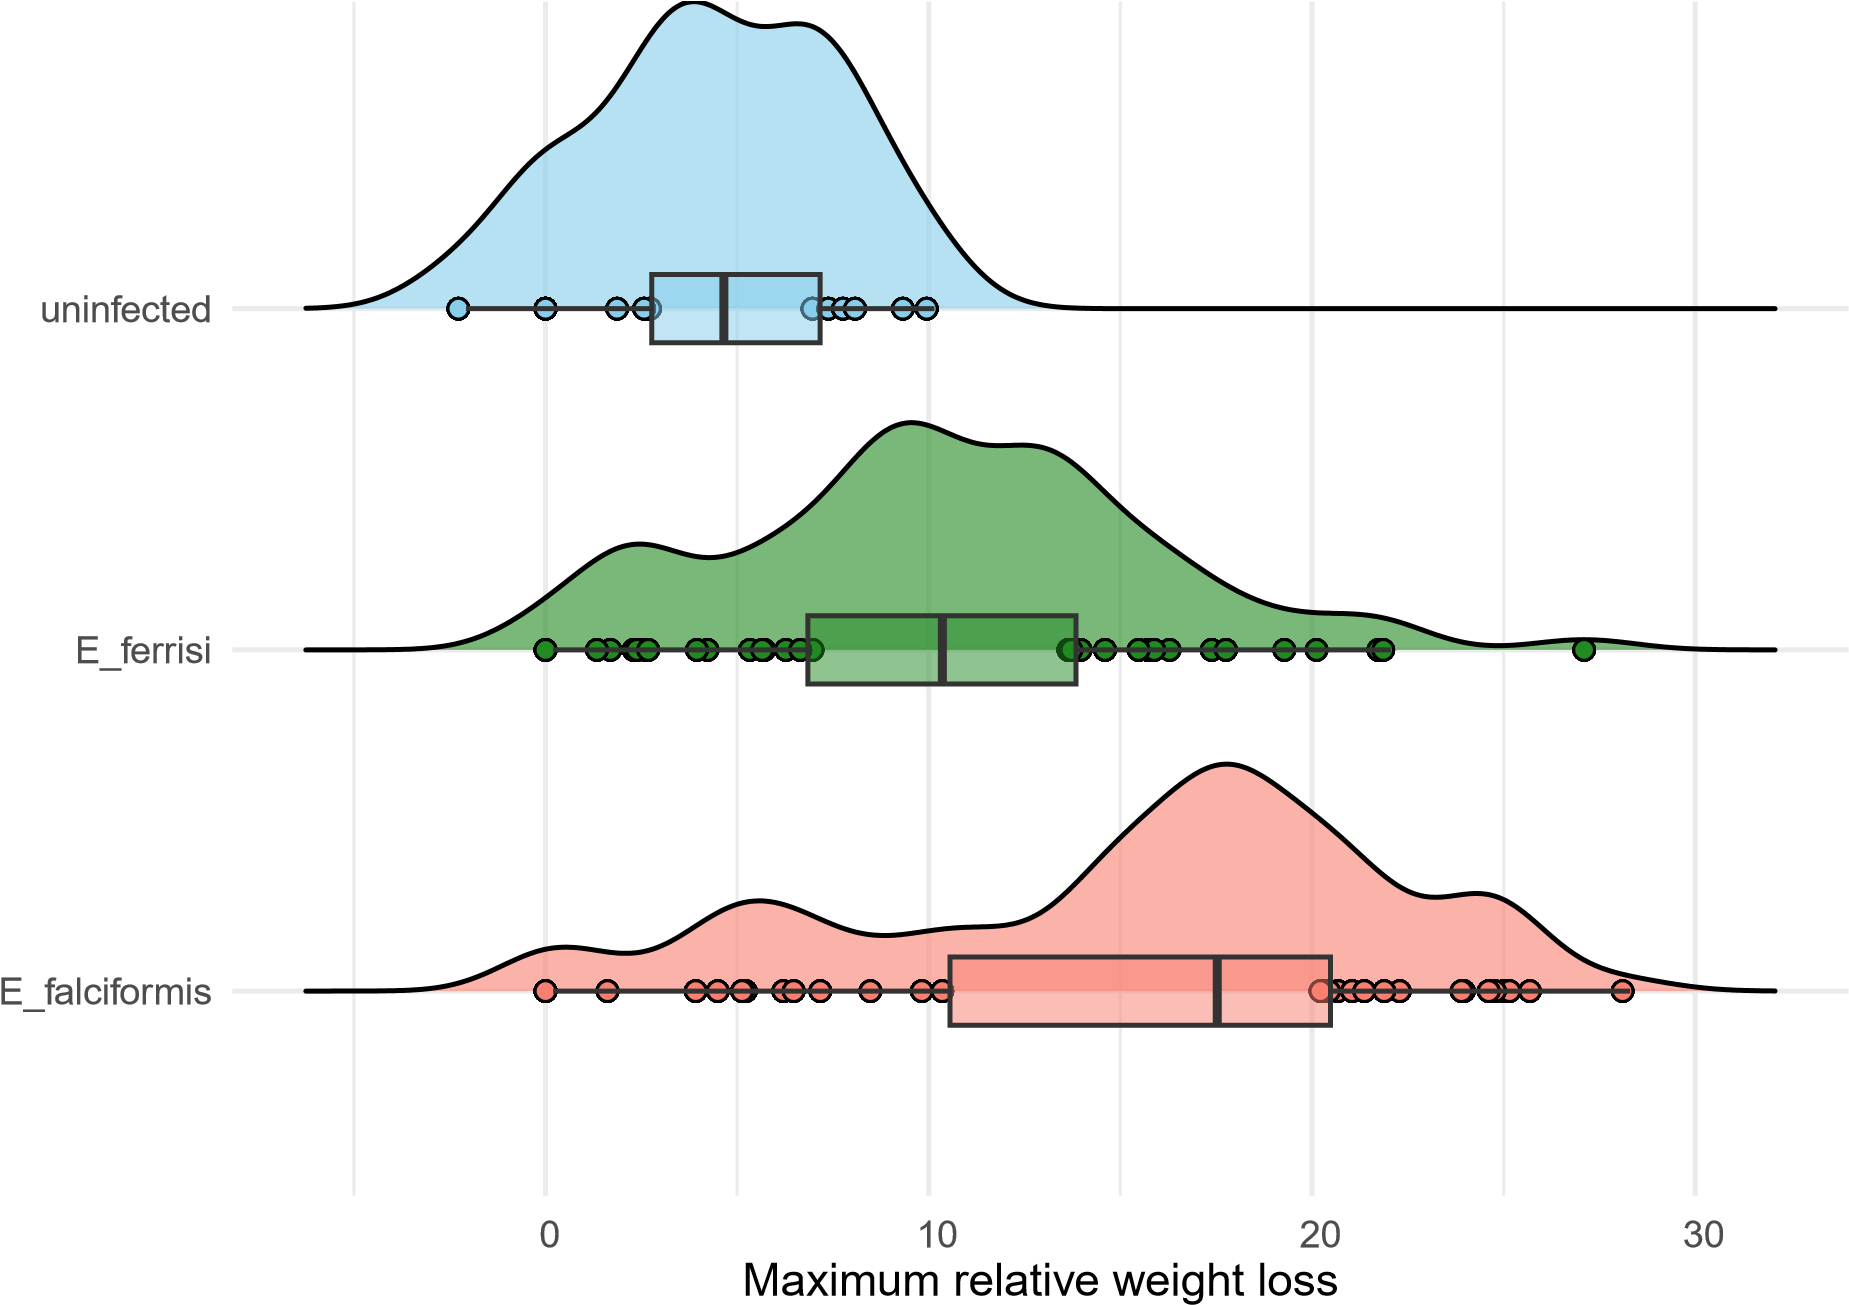 uninfected
E_ferrisi
E_falciformis
0 10 20 30
Maximum relative weight loss